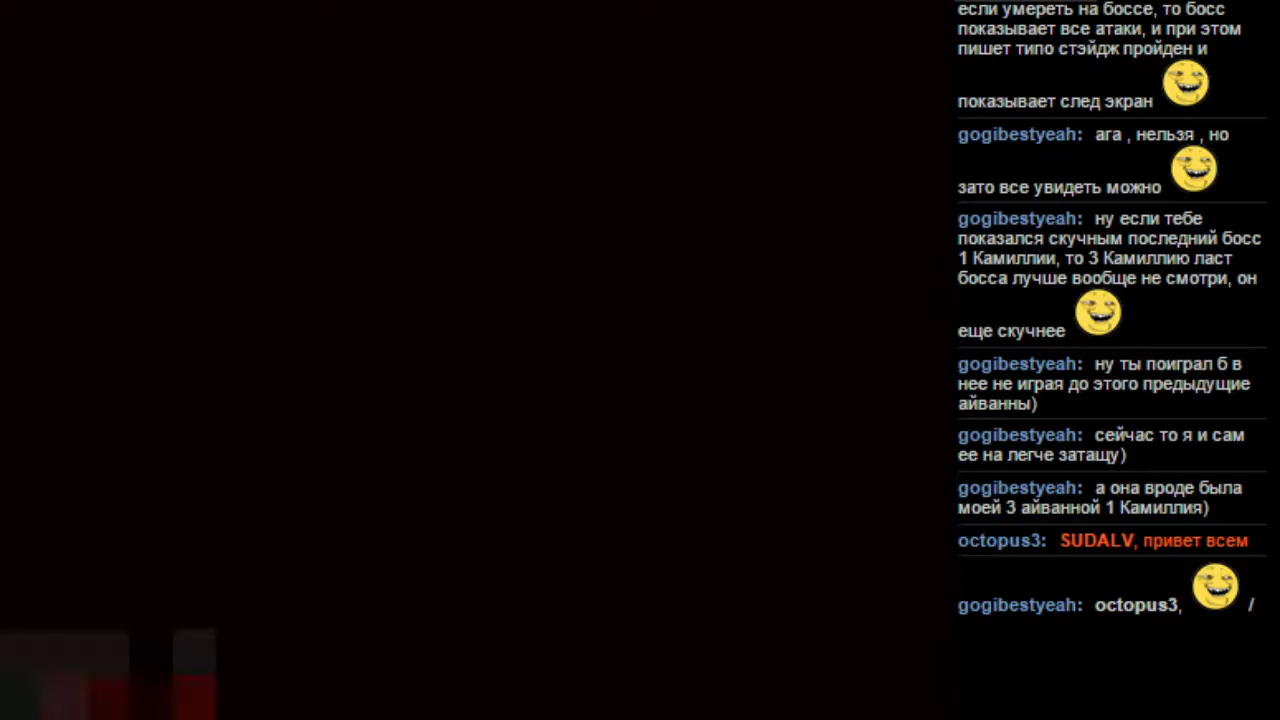 если умереть на боссе, то босс
показывает все атаки, и при этом
пишет типо стэйдж пройден и
показывает след экран
gogibestyeah: ага , нельзя , но
зато все увидеть можно
gogibestyeah: ну если тебе
показался скучным последний босс
1 Камиллии, то 3 Камиллию ласт
босса лучше вообще не смотри, он
еще скучнее
gogibestyeah: ну ты поиграл б в
нее не играя до этого предыдущие
айванны)
gogibestyeah: сейчас то я и сам
ее на легче затащу)
gogibestyeah: а она вроде была
моей 3 айванной 1 Камиллия)
octopus3: SUDALV, привет всем
gogibestyeah: octopus3, /